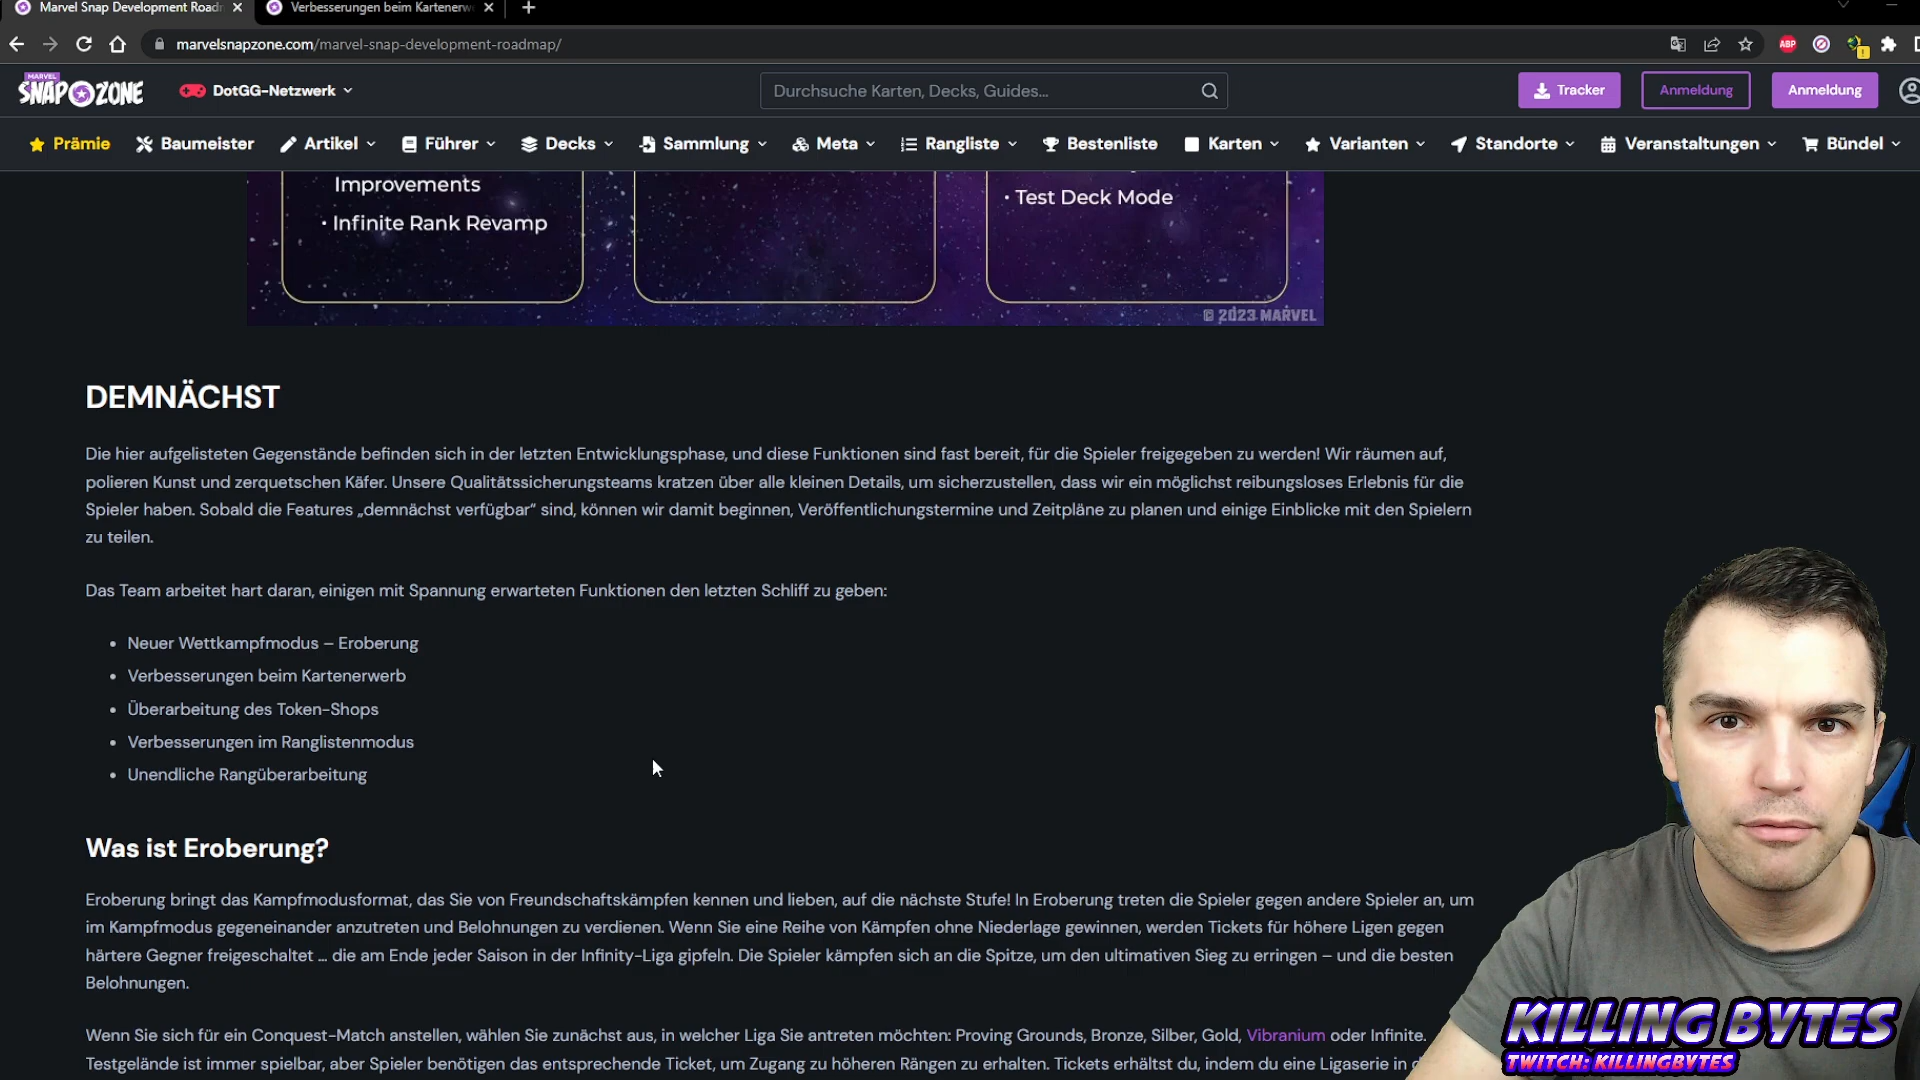 Marvel Snap Development Roadm
Verbesserungen beim Kartenerw
marvelsnapzone.com/marvel-snap-development-roadmap/
ABP
MARVEL
SNAP ZONE
DotGG-Netzwerk
Durchsuche Karten, Decks, Guides...
Tracker
Anmeldung
Anmeldung
Prämie
Baumeister
Artikel
Führer
Decks
Sammlung
Meta
Rangliste
Bestenliste
Karten
Varianten
Standorte
Veranstaltungen
Bündel
Improvements
• Infinite Rank Revamp
• Test Deck Mode
© 2023 MARVEL
DEMNÄCHST
Die hier aufgelisteten Gegenstände befinden sich in der letzten Entwicklungsphase, und diese Funktionen sind fast bereit, für die Spieler freigegeben zu werden! Wir räumen auf,
polieren Kunst und zerquetschen Käfer. Unsere Qualitätssicherungsteams kratzen über alle kleinen Details, um sicherzustellen, dass wir ein möglichst reibungsloses Erlebnis für die
Spieler haben. Sobald die Features „demnächst verfügbar“ sind, können wir damit beginnen, Veröffentlichungstermine und Zeitpläne zu planen und einige Einblicke mit den Spielern
zu teilen.
Das Team arbeitet hart daran, einigen mit Spannung erwarteten Funktionen den letzten Schliff zu geben:
• Neuer Wettkampfmodus – Eroberung
• Verbesserungen beim Kartenerwerb
• Überarbeitung des Token-Shops
• Verbesserungen im Ranglistenmodus
• Unendliche Rangüberarbeitung
Was ist Eroberung?
Eroberung bringt das Kampfmodusformat, das Sie von Freundschaftskämpfen kennen und lieben, auf die nächste Stufe! In Eroberung treten die Spieler gegen andere Spieler an, um
im Kampfmodus gegeneinander anzutreten und Belohnungen zu verdienen. Wenn Sie eine Reihe von Kämpfen ohne Niederlage gewinnen, werden Tickets für höhere Ligen gegen
härtere Gegner freigeschaltet … die am Ende jeder Saison in der Infinity-Liga gipfeln. Die Spieler kämpfen sich an die Spitze, um den ultimativen Sieg zu erringen – und die besten
Belohnungen.
Wenn Sie sich für ein Conquest-Match anstellen, wählen Sie zunächst aus, in welcher Liga Sie antreten möchten: Proving Grounds, Bronze, Silber, Gold, Vibranium oder Infinite.
Testgelände ist immer spielbar, aber Spieler benötigen das entsprechende Ticket, um Zugang zu höheren Rängen zu erhalten. Tickets erhältst du, indem du eine Ligaserie in
KILLING BYTES
TWITCH: KILLINGBYTES